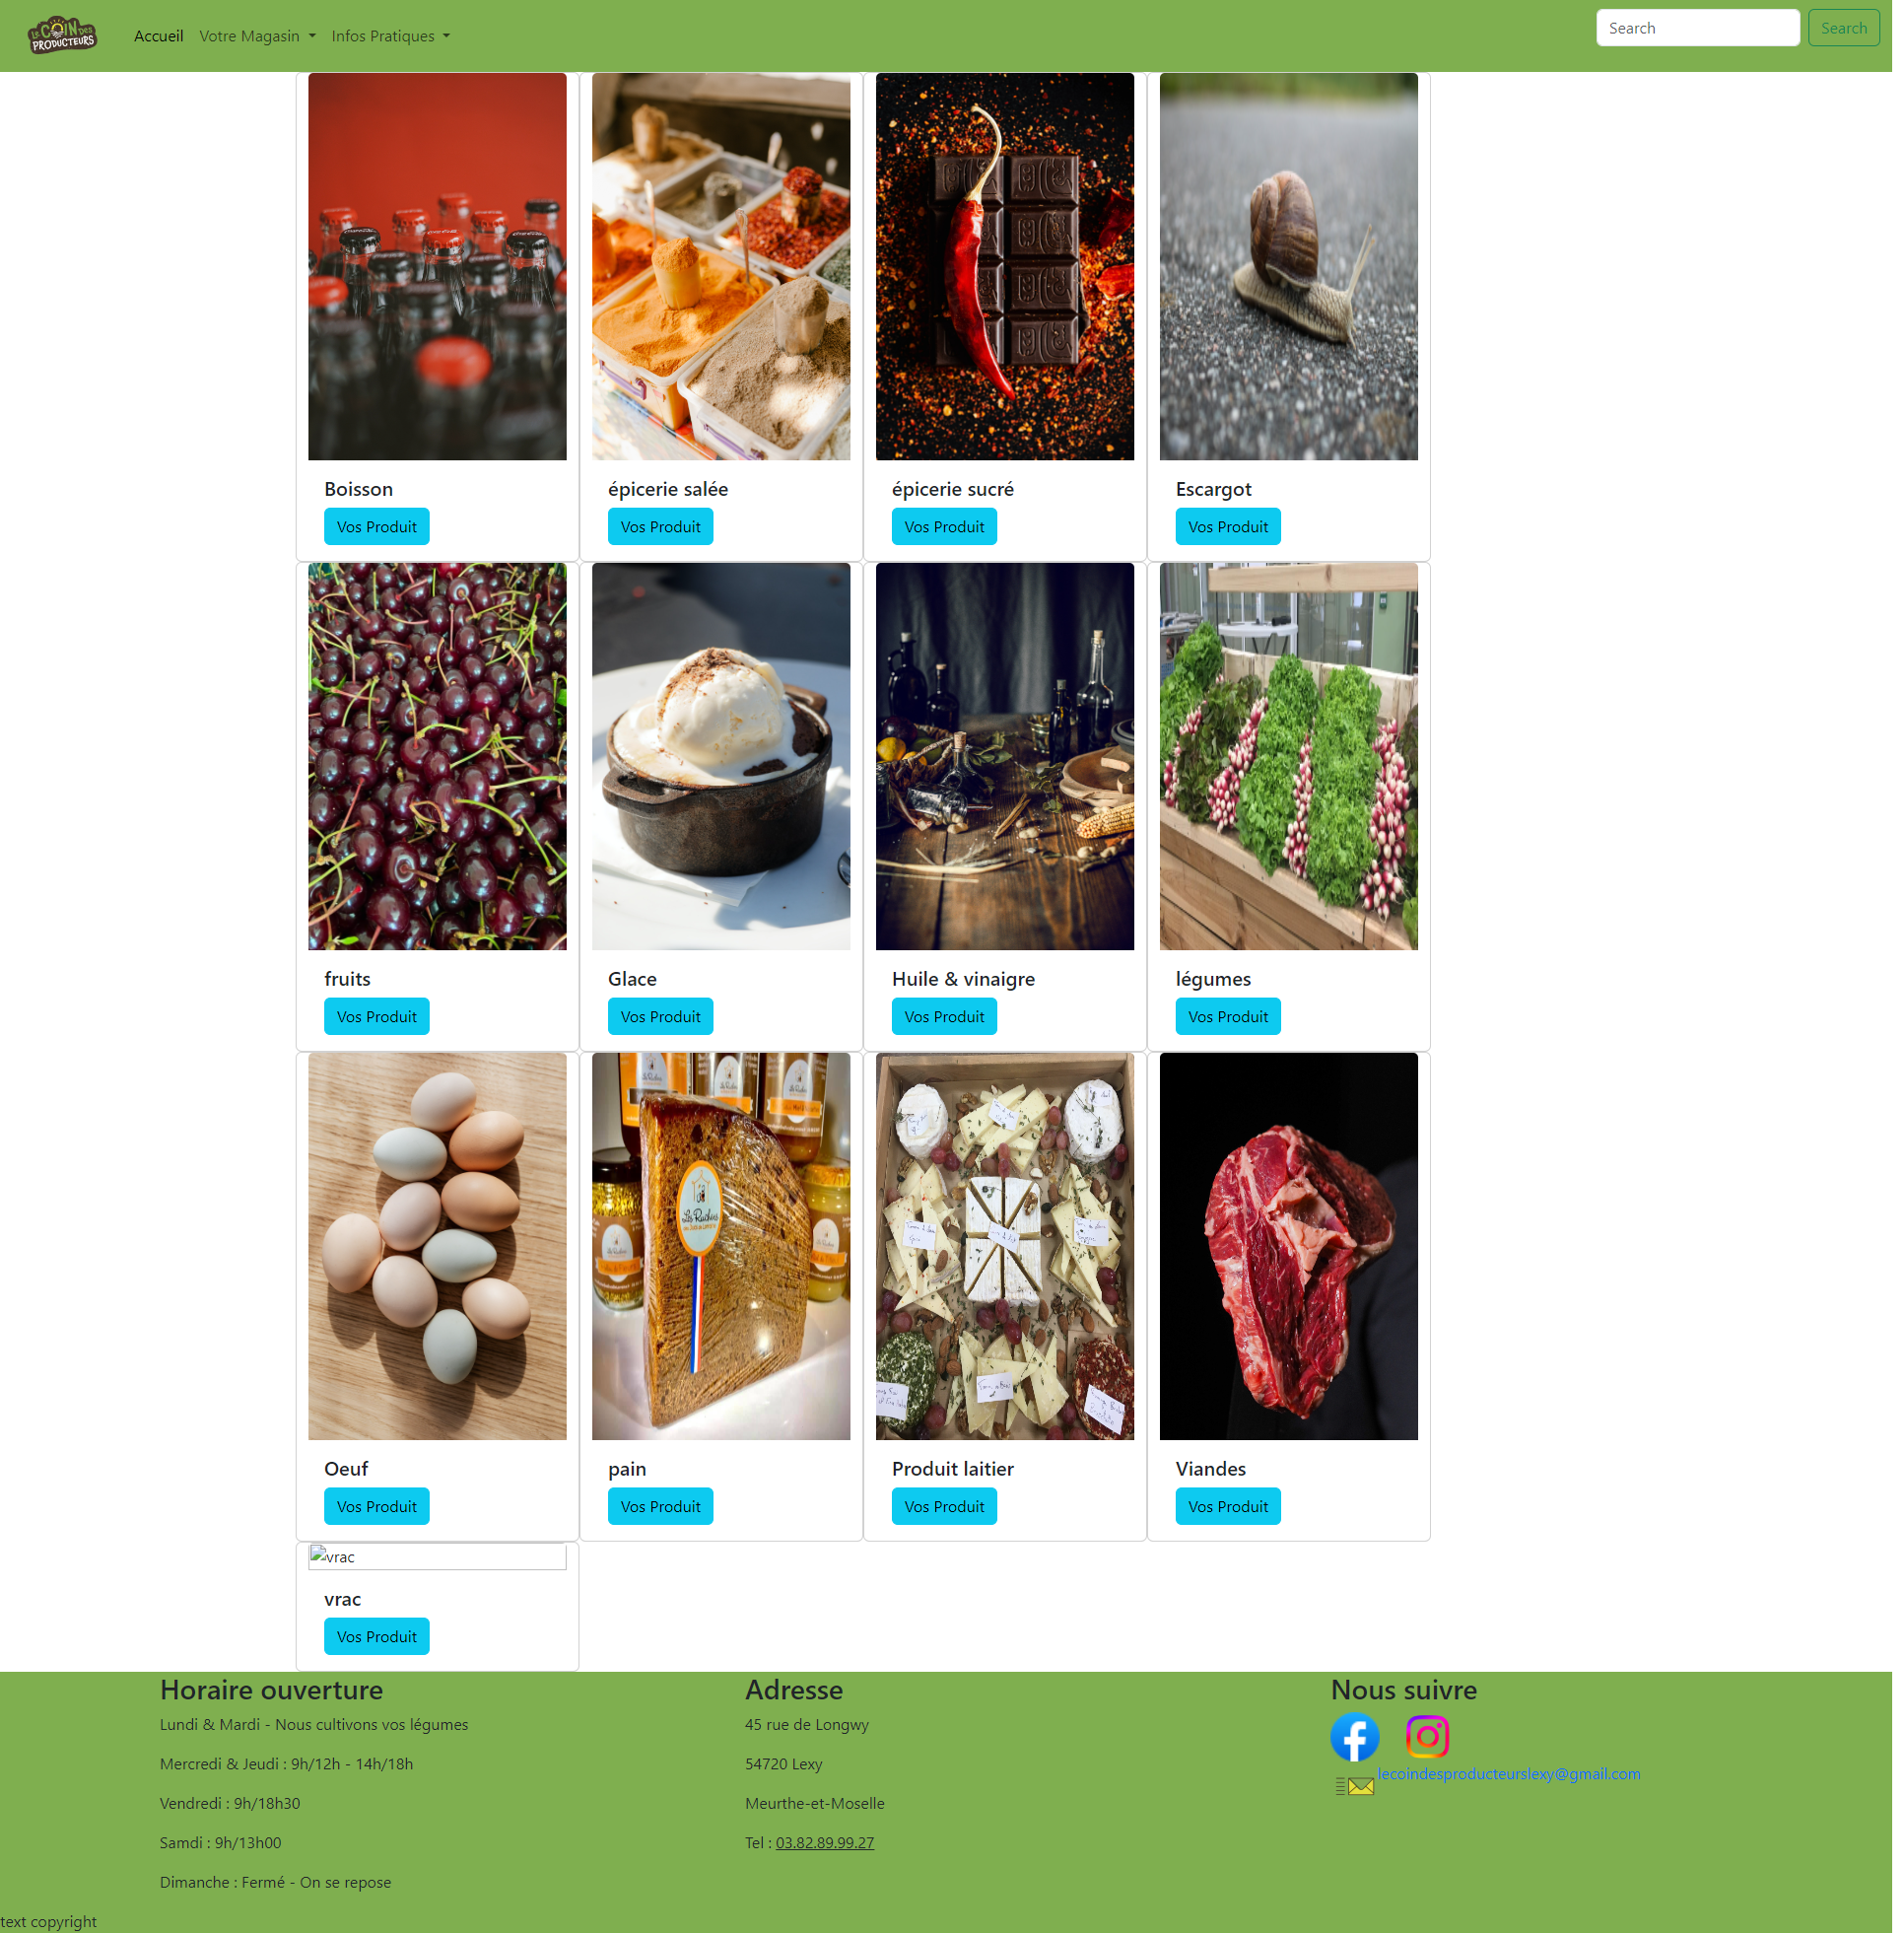 LE COIN DES
PRODUCTEURS
Accueil
Votre Magasin
Infos Pratiques
Search
Search
Boisson
Vos Produit
épicerie salée
Vos Produit
épicerie sucré
Vos Produit
Escargot
Vos Produit
fruits
Vos Produit
Glace
Vos Produit
Huile & vinaigre
Vos Produit
légumes
Vos Produit
Les Ruchers
Oeuf
Vos Produit
pain
Vos Produit
Produit laitier
Vos Produit
Viandes
Vos Produit
vrac
vrac
Vos Produit
Horaire ouverture
Lundi & Mardi - Nous cultivons vos légumes
Mercredi & Jeudi : 9h/12h - 14h/18h
Vendredi : 9h/18h30
Samdi : 9h/13h00
Dimanche : Fermé - On se repose
Adresse
45 rue de Longwy
54720 Lexy
Meurthe-et-Moselle
Tel : 03.82.89.99.27
Nous suivre
lecoindesproducteurslexy@gmail.com
text copyright